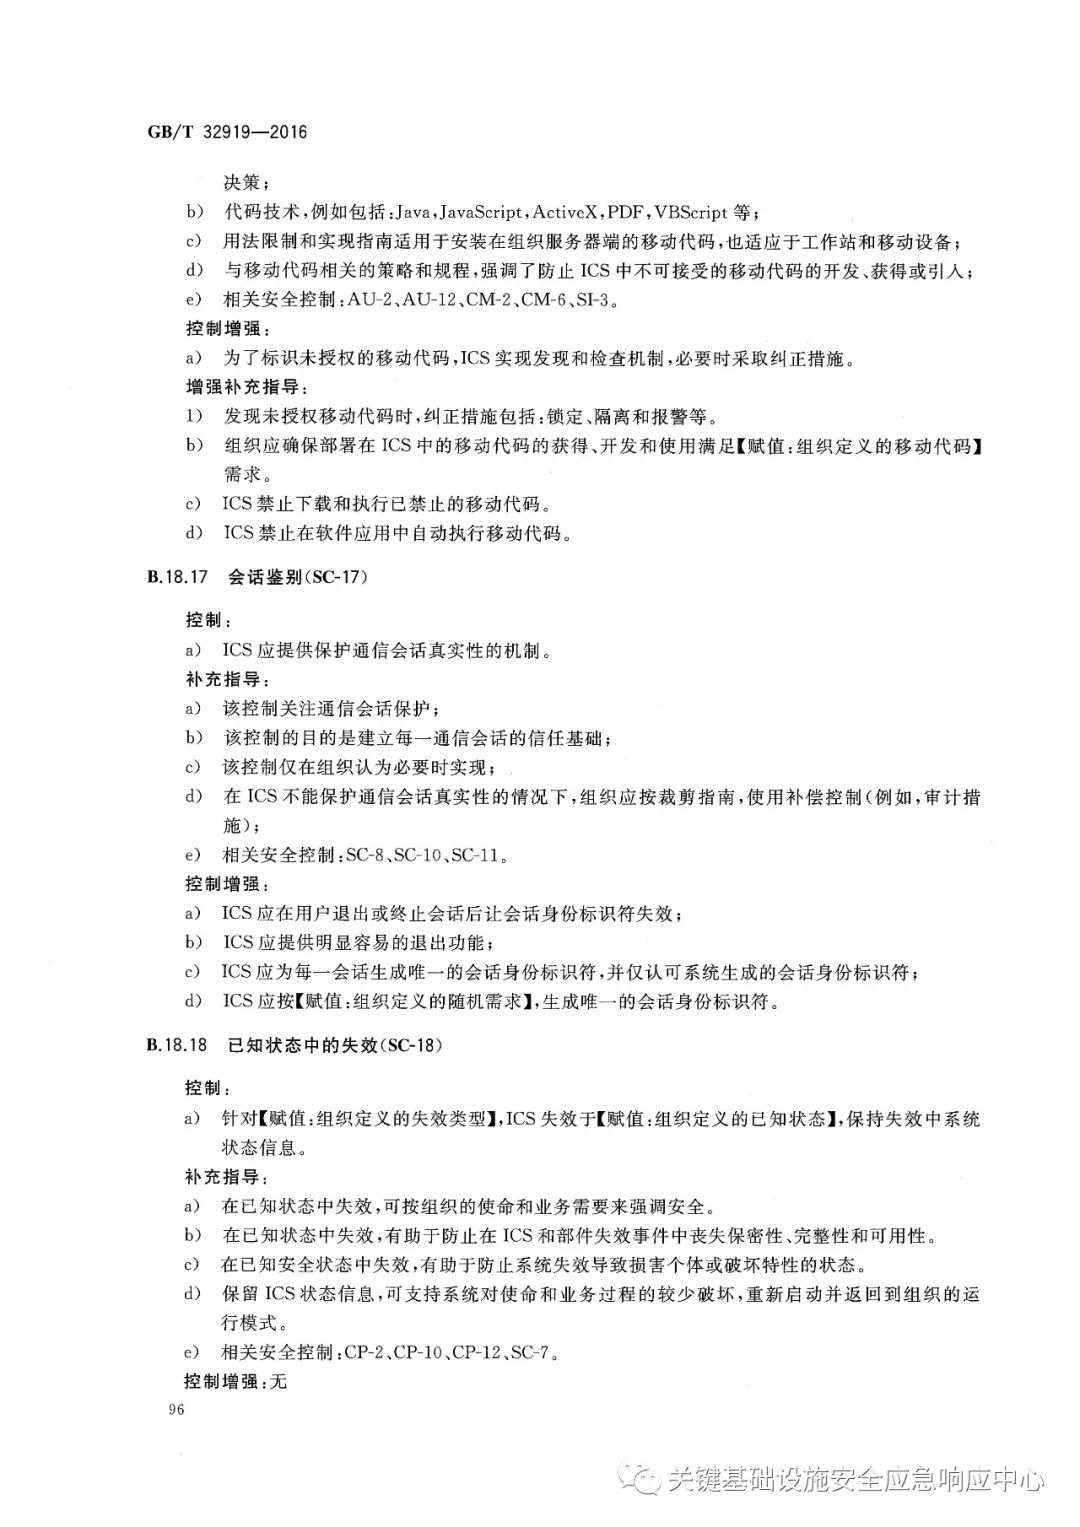 GB/T 32919—2016
决策；
b) 代码技术，例如包括：Java，JavaScript，ActiveX，PDF，VBScript 等；
c) 用法限制和实现指南适用于安装在组织服务器端的移动代码，也适应于工作站和移动设备；
d) 与移动代码相关的策略和规程，强调了防止 ICS 中不可接受的移动代码的开发、获得或引入；
e) 相关安全控制：AU-2、AU-12、CM-2、CM-6、SI-3。
控制增强：
a) 为了标识未授权的移动代码，ICS 实现发现和检查机制，必要时采取纠正措施。
增强补充指导：
1) 发现未授权移动代码时，纠正措施包括：锁定、隔离和报警等。
b) 组织应确保部署在 ICS 中的移动代码的获得、开发和使用满足【赋值：组织定义的移动代码】
需求。
c) ICS 禁止下载和执行已禁止的移动代码。
d) ICS 禁止在软件应用中自动执行移动代码。
B.18.17 会话鉴别(SC-17)
控制：
a) ICS 应提供保护通信会话真实性的机制。
补充指导：
a) 该控制关注通信会话保护；
b) 该控制的目的是建立每一通信会话的信任基础；
c) 该控制仅在组织认为必要时实现；
d) 在 ICS 不能保护通信会话真实性的情况下，组织应按裁剪指南，使用补偿控制（例如，审计措
施）；
e) 相关安全控制：SC-8、SC-10、SC-11。
控制增强：
a) ICS 应在用户退出或终止会话后让会话身份标识符失效；
b) ICS 应提供明显容易的退出功能；
c) ICS 应为每一会话生成唯一的会话身份标识符，并仅认可系统生成的会话身份标识符；
d) ICS 应按【赋值：组织定义的随机需求】，生成唯一的会话身份标识符。
B.18.18 已知状态中的失效(SC-18)
控制：
a) 针对【赋值：组织定义的失效类型】，ICS 失效于【赋值：组织定义的已知状态】，保持失效中系统
状态信息。
补充指导：
a) 在已知状态中失效，可按组织的使命和业务需要来强调安全。
b) 在已知状态中失效，有助于防止在 ICS 和部件失效事件中丧失保密性、完整性和可用性。
c) 在已知安全状态中失效，有助于防止系统失效导致损害个体或破坏特性的状态。
d) 保留 ICS 状态信息，可支持系统对使命和业务过程的较少破坏，重新启动并返回到组织的运
行模式。
e) 相关安全控制：CP-2、CP-10、CP-12、SC-7。
控制增强：无
96
关键基础设施安全应急响应中心